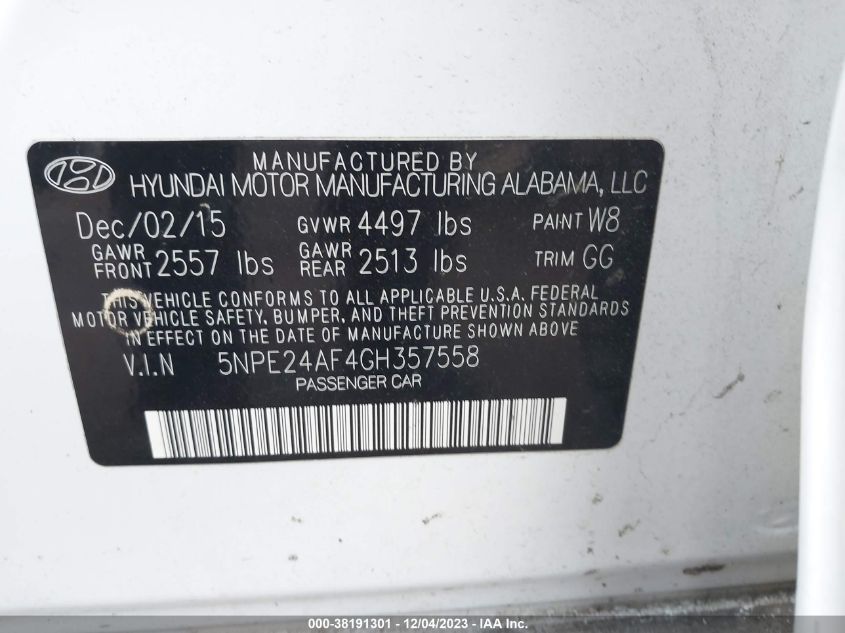 MANUFACTURED BY
HYUNDAI MOTOR MANUFACTURING ALABAMA, LLC
Dec/02/15 GVWR 4497 lbs PAINT W8
GAWR FRONT 2557 lbs GAWR REAR 2513 lbs TRIM GG
THIS VEHICLE CONFORMS TO ALL APPLICABLE U.S.A. FEDERAL
MOTOR VEHICLE SAFETY, BUMPER, AND THEFT PREVENTION STANDARDS
IN EFFECT ON THE DATE OF MANUFACTURE SHOWN ABOVE.
V.I.N 5NPE24AF4GH357558
PASSENGER CAR
000-38191301 - 12/04/2023 - IAA Inc.